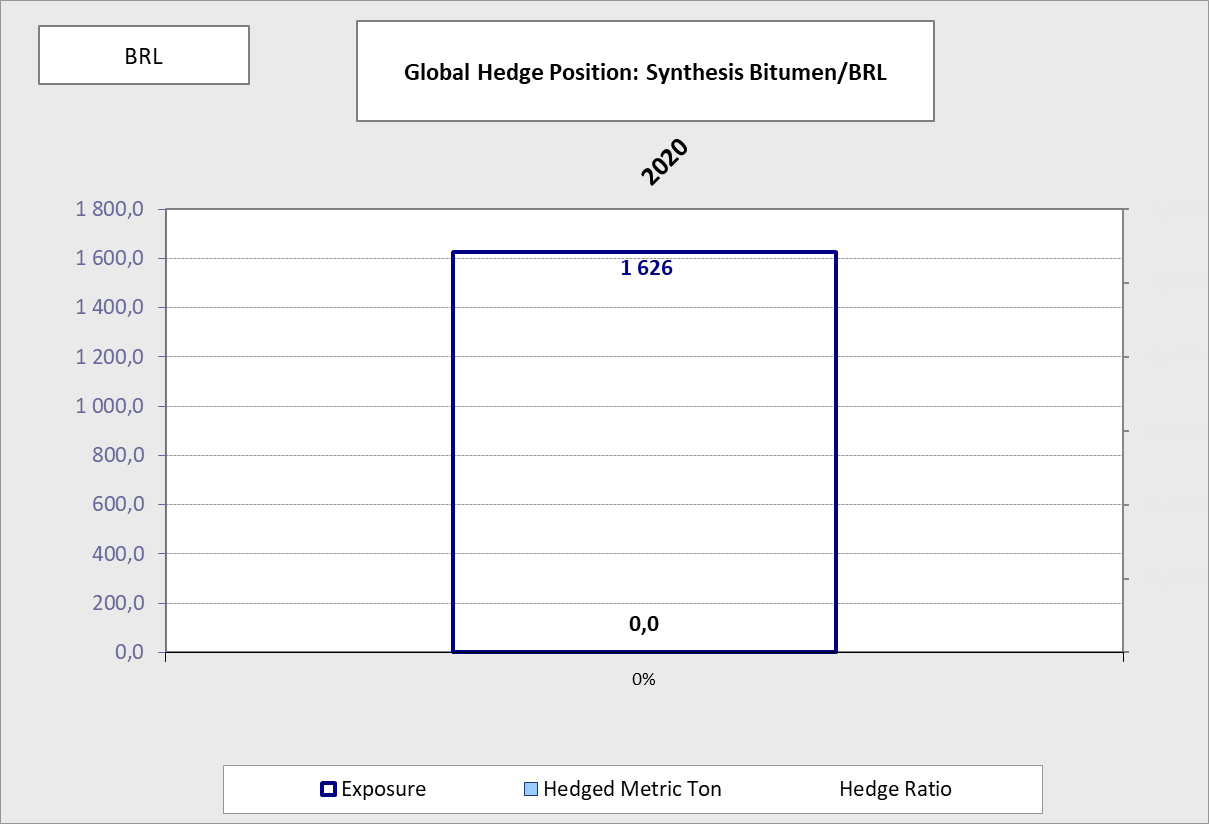 BRL
Global Hedge Position: Synthesis Bitumen/BRL
2020
1 800,0
1 600,0
1 626
1 400,0
1 200,0
1 000,0
800,0
600,0
400,0
200,0
0,0
0,0
0%
Exposure
Hedged Metric Ton
Hedge Ratio